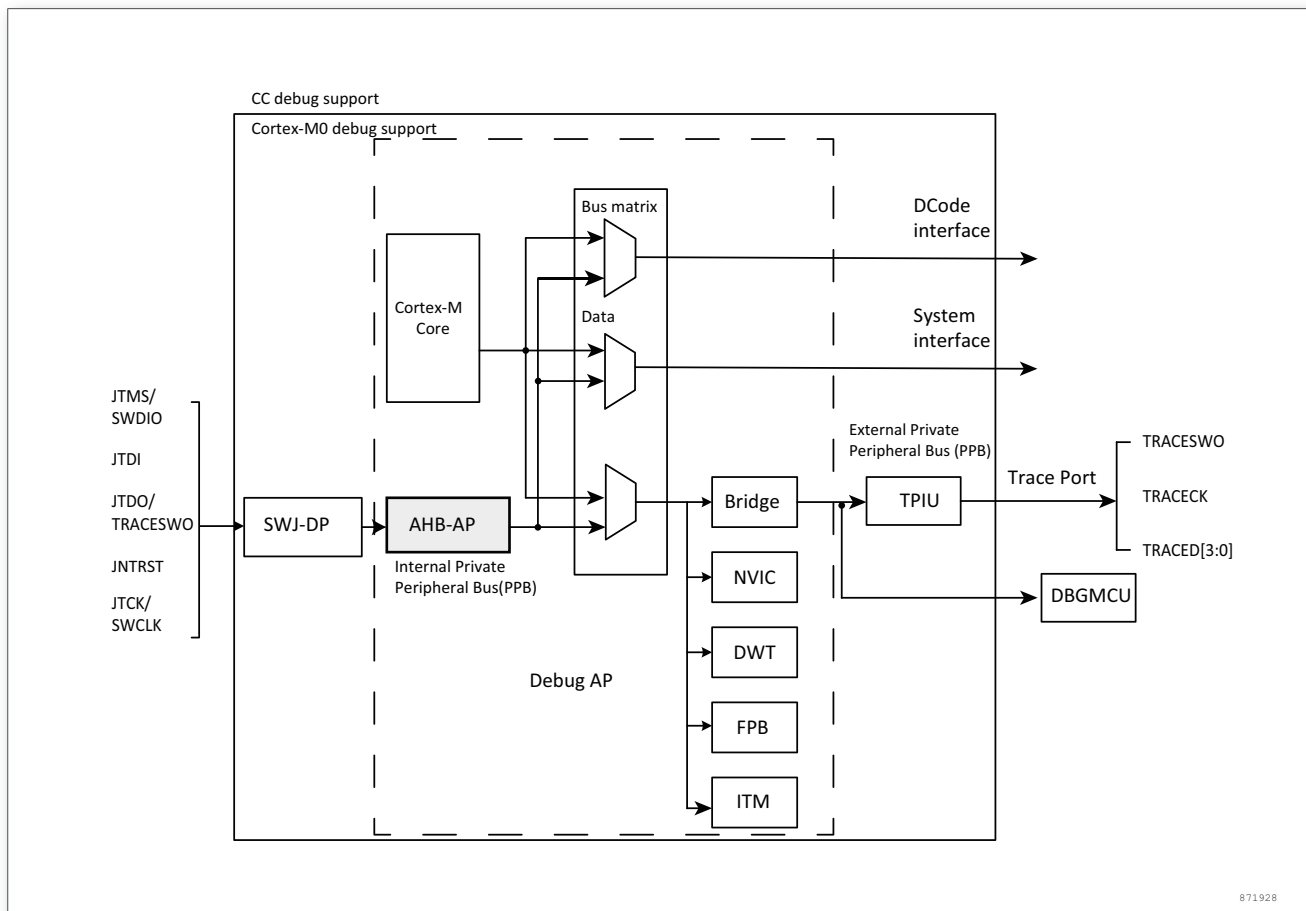 CC debug support
Cortex-M0 debug support
Bus matrix
DCode
interface
Cortex-M
Core
Data
System
interface
JTMS/
SWDIO
JTDI
JTDO/
TRACESWO
JNTRST
JTCK/
SWCLK
SWJ-DP
AHB-AP
Internal Private
Peripheral Bus(PPB)
Debug AP
Bridge
NVIC
DWT
FPB
ITM
External Private
Peripheral Bus (PPB)
TPIU
Trace Port
TRACESWO
TRACECK
TRACED[3:0]
DBGMCU
871928